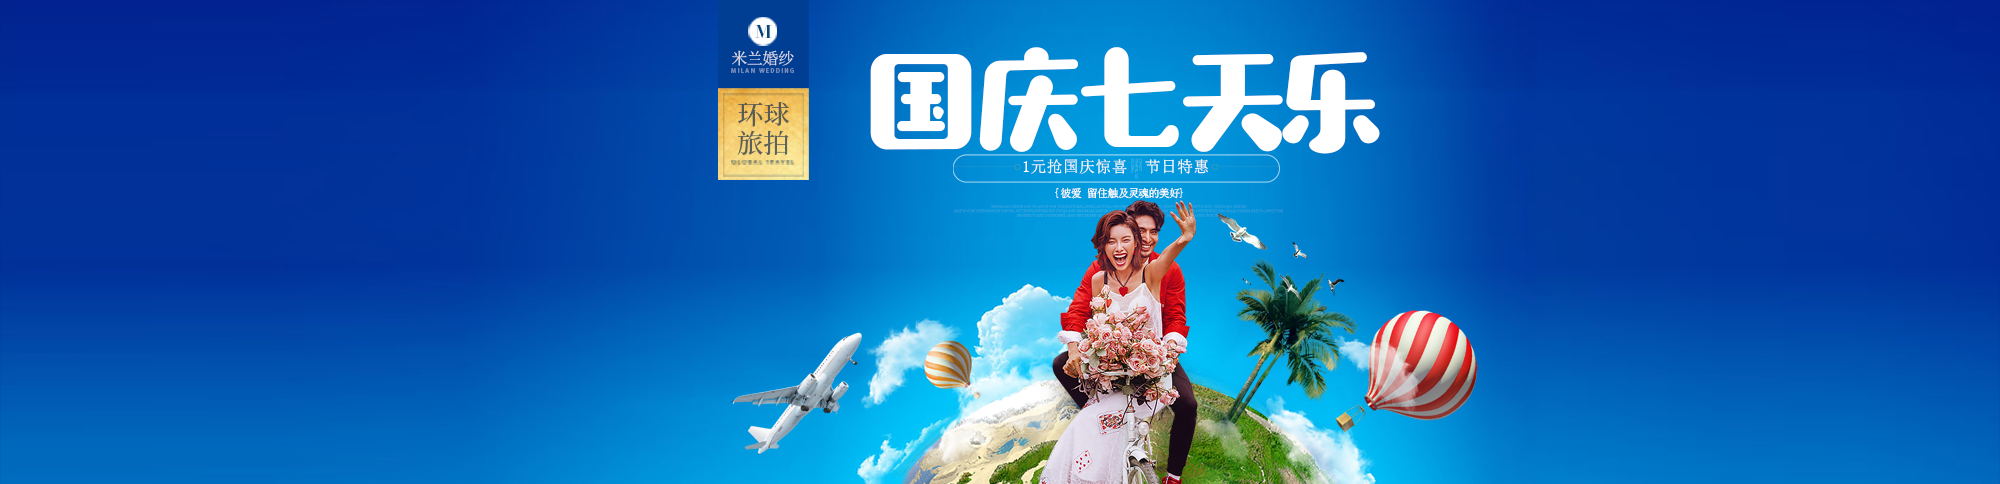 M
米兰婚纱
MILAN WEDDING
环球
旅拍
国庆七天乐
1元抢国庆惊喜 节日特惠
{彼爱 留住触及灵魂的美好}